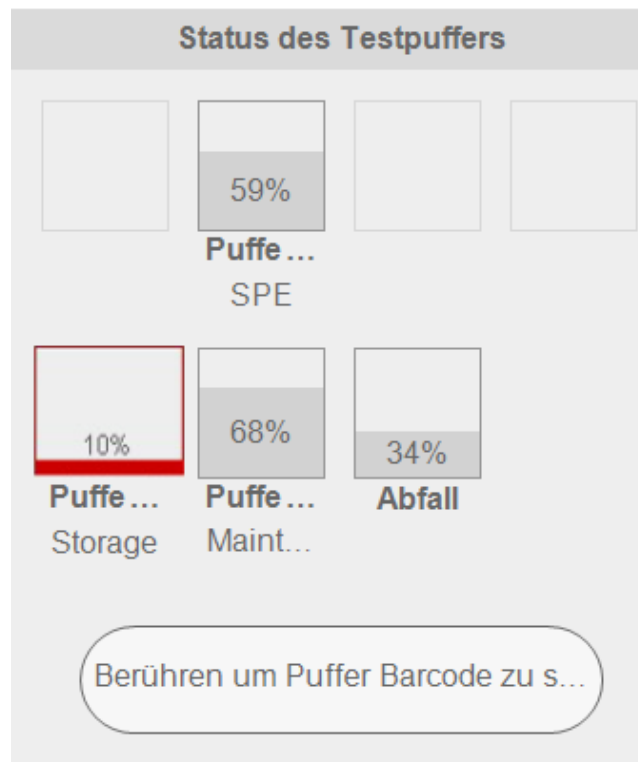 Status des Testpuffers
59%
Puffe...
SPE
10%
68%
34%
Puffe...
Puffe...
Abfall
Storage
Maint...
Berühren um Puffer Barcode zu s...